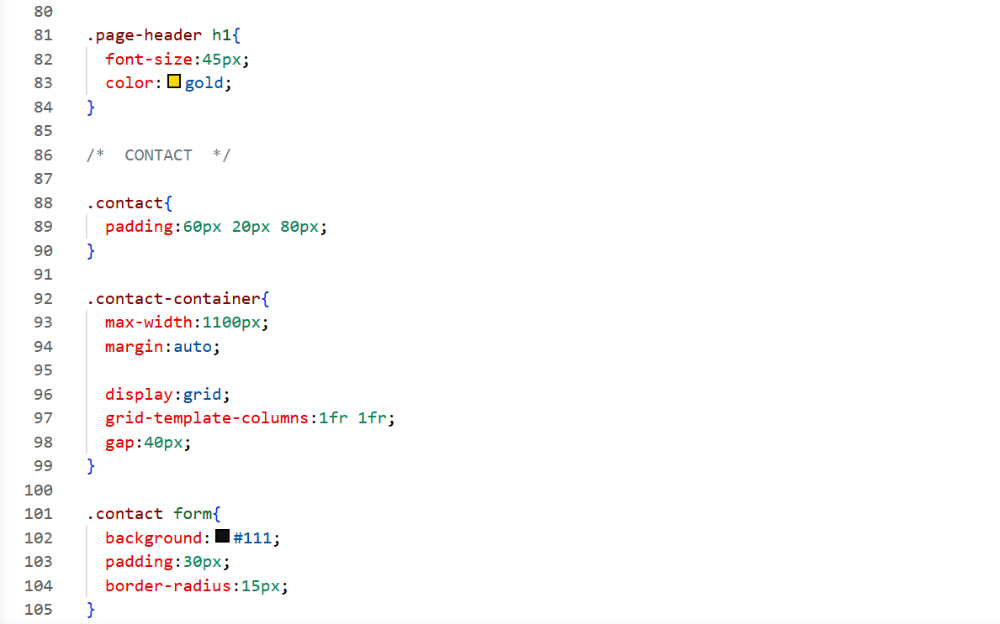 80
81 .page-header h1{
82 font-size:45px;
83 color: gold;
84 }
85
86 /*  CONTACT  */
87
88 .contact{
89 padding:60px 20px 80px;
90 }
91
92 .contact-container{
93 max-width:1100px;
94 margin:auto;
95
96 display:grid;
97 grid-template-columns:1fr 1fr;
98 gap:40px;
99 }
100
101 .contact form{
102 background: #111;
103 padding:30px;
104 border-radius:15px;
105 }